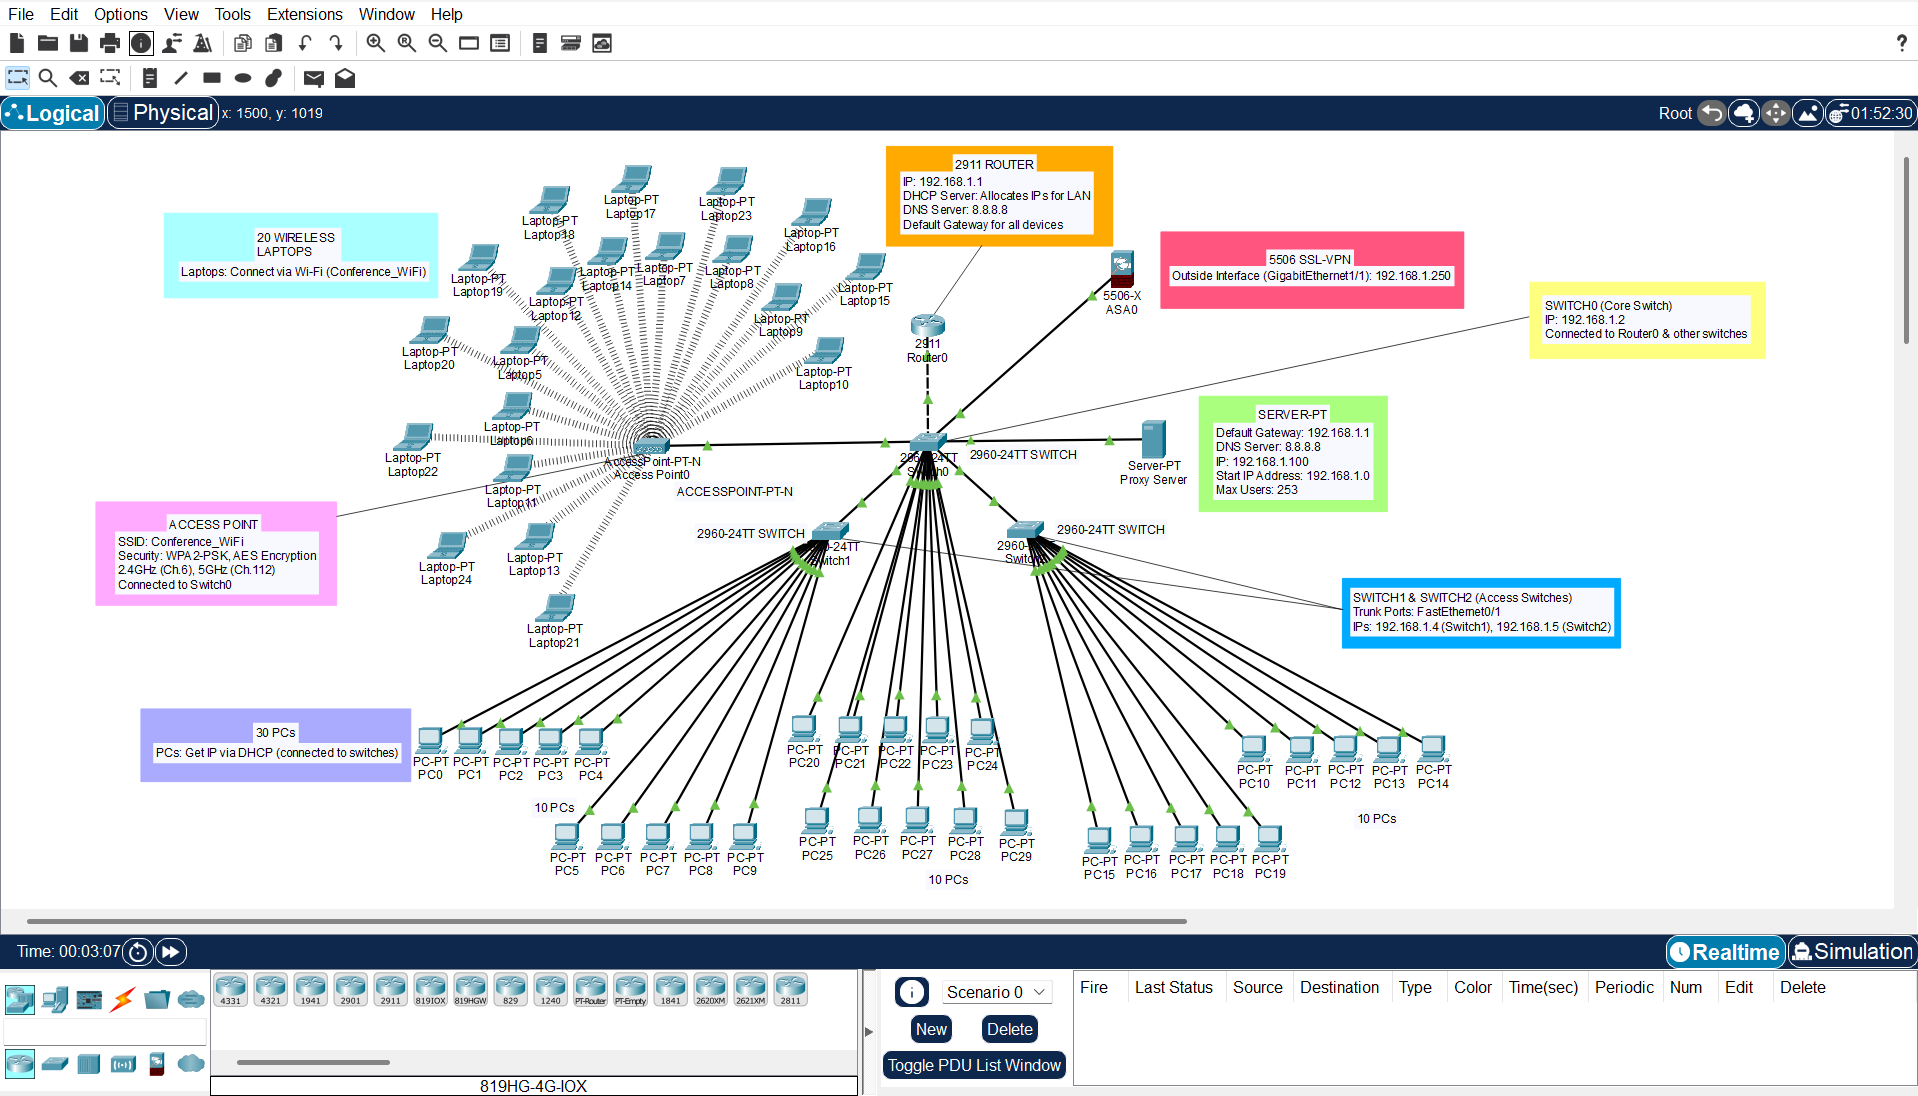 File Edit Options View Tools Extensions Window Help
Logical Physical x: 1500, y: 1019
Root 01:52:30
20 WIRELESS
LAPTOPS
Laptops: Connect via Wi-Fi (Conference_WiFi)
Laptop-PT
Laptop18
Laptop-PT
Laptop17
Laptop-PT
Laptop23
Laptop-PT
Laptop16
Laptop-PT
Laptop19
Laptop-PT
Laptop12
Laptop-PT
Laptop14
Laptop-PT
Laptop7
Laptop-PT
Laptop8
Laptop-PT
Laptop15
Laptop-PT
Laptop9
Laptop-PT
Laptop20
Laptop-PT
Laptop5
Laptop-PT
Laptop10
Laptop-PT
Laptop6
Laptop-PT
Laptop22
Laptop-PT
Laptop11
Laptop-PT
Laptop24
Laptop-PT
Laptop13
Laptop-PT
Laptop21
AccessPoint-PT-N
Access Point0
ACCESSPOINT-PT-N
2911 ROUTER
IP: 192.168.1.1
DHCP Server: Allocates IPs for LAN
DNS Server: 8.8.8.8
Default Gateway for all devices
2911
Router0
5506-X
ASA0
5506 SSL-VPN
Outside Interface (GigabitEthernet1/1): 192.168.1.250
SWITCH0 (Core Switch)
IP: 192.168.1.2
Connected to Router0 & other switches
SERVER-PT
Default Gateway: 192.168.1.1
DNS Server: 8.8.8.8
IP: 192.168.1.100
Start IP Address: 192.168.1.0
Max Users: 253
Server-PT
Proxy Server
2960-24TT
Switch0
2960-24TT SWITCH
2960-24TT SWITCH
Switch1
2960-24TT SWITCH
ACCESS POINT
SSID: Conference_WiFi
Security: WPA2-PSK, AES Encryption
2.4GHz (Ch.6), 5GHz (Ch.112)
Connected to Switch0
SWITCH1 & SWITCH2 (Access Switches)
Trunk Ports: FastEthernet0/1
IPs: 192.168.1.4 (Switch1), 192.168.1.5 (Switch2)
30 PCs
PCs: Get IP via DHCP (connected to switches)
PC-PT PC-PT PC-PT PC-PT PC-PT
PC0 PC1 PC2 PC3 PC4
10 PCs
PC-PT PC-PT PC-PT PC-PT PC-PT
PC5 PC6 PC7 PC8 PC9
PC-PT PC-PT PC-PT PC-PT PC-PT
PC20 PC21 PC22 PC23 PC24
PC-PT PC-PT PC-PT PC-PT PC-PT
PC25 PC26 PC27 PC28 PC29
10 PCs
PC-PT PC-PT PC-PT PC-PT PC-PT
PC10 PC11 PC12 PC13 PC14
10 PCs
PC-PT PC-PT PC-PT PC-PT PC-PT
PC15 PC16 PC17 PC18 PC19
Time: 00:03:07
Realtime Simulation
4331 4321 1941 2901 2911 819IOX 819HGW 829 1240 PT-Router PT-Empty 1841 2620XM 2621XM 2811
819HG-4G-IOX
Scenario 0
New Delete
Toggle PDU List Window
Fire Last Status Source Destination Type Color Time(sec) Periodic Num Edit Delete